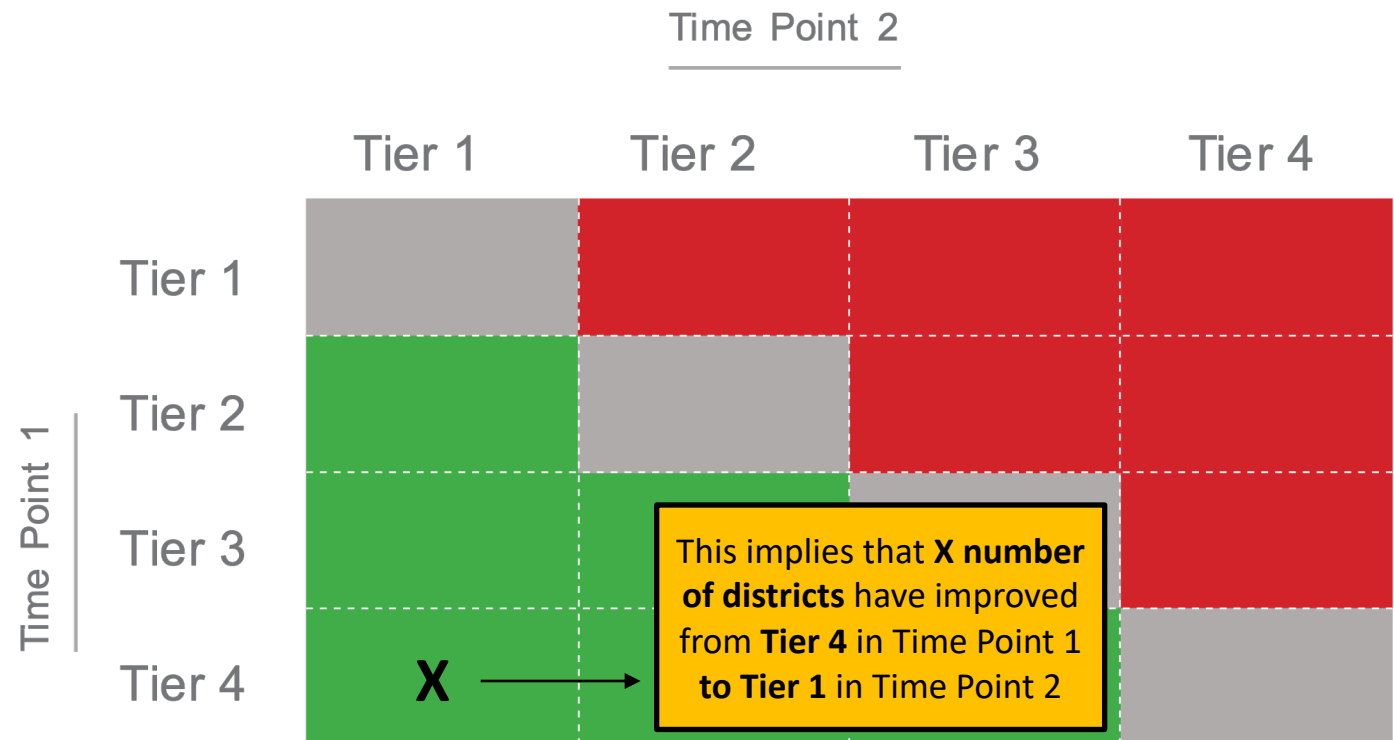 Time Point 2
Tier 1 Tier 2 Tier 3 Tier 4
Tier 1
Tier 2
Time Point 1
Tier 3
Tier 4
X
This implies that X number
of districts have improved
from Tier 4 in Time Point 1
to Tier 1 in Time Point 2